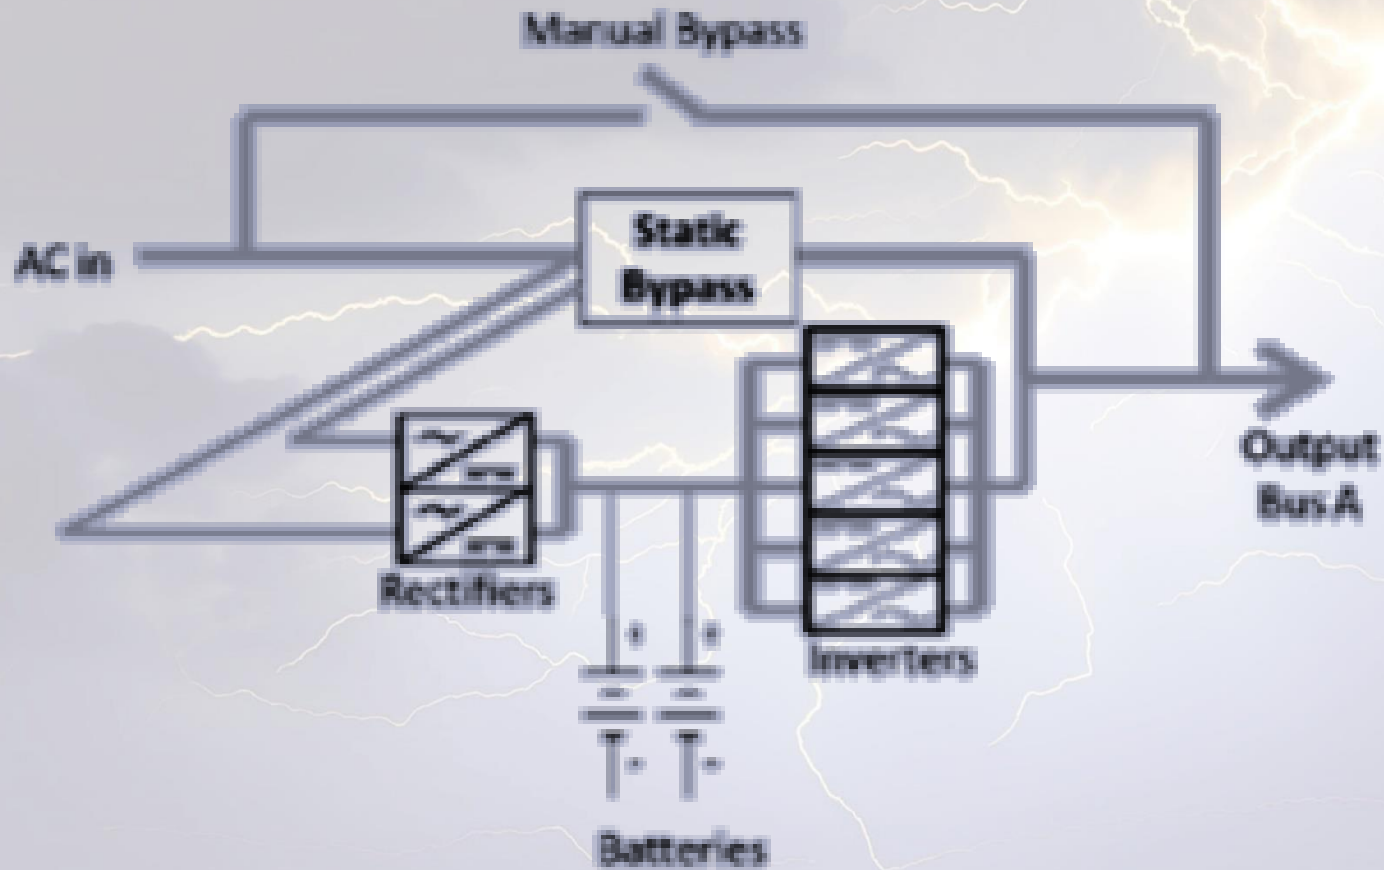 Manual Bypass
AC in
Static
Bypass
Output
Bus A
Rectifiers
Inverters
+ +
- -
Batteries